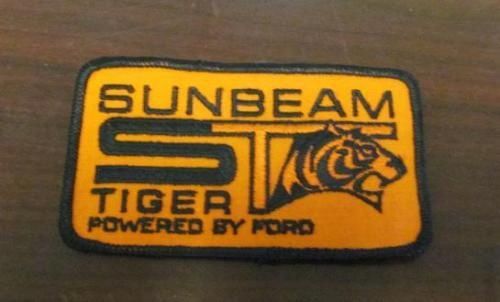 SUNBEAM
ST
TIGER
POWERED BY FORD